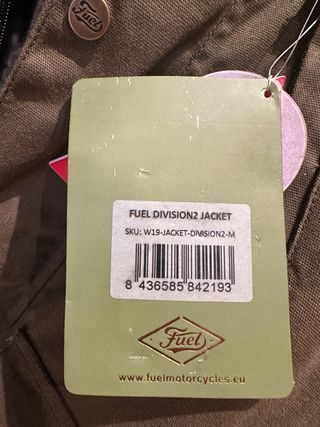 Fuel
FUEL DIVISION2 JACKET
SKU: W19-JACKET-DIVISION2-M
8 436585 842193
Fuel
www.fuelmotorcycles.eu